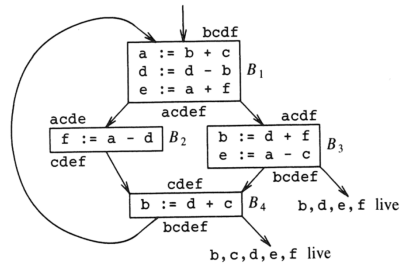 bcdf
a := b + c
d := d - b
e := a + f
B1
acdef
acde
f := a - d
B2
cdef
acdf
b := d + f
e := a - c
B3
bcdef
b,d,e,f live
cdef
b := d + c
B4
bcdef
b,c,d,e,f live